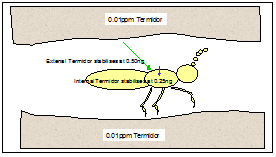 0.01ppm Termidor
External Termidor stabilises at 0.50ng
Internal Termidor stabilises at 0.25ng
0.01ppm Termidor